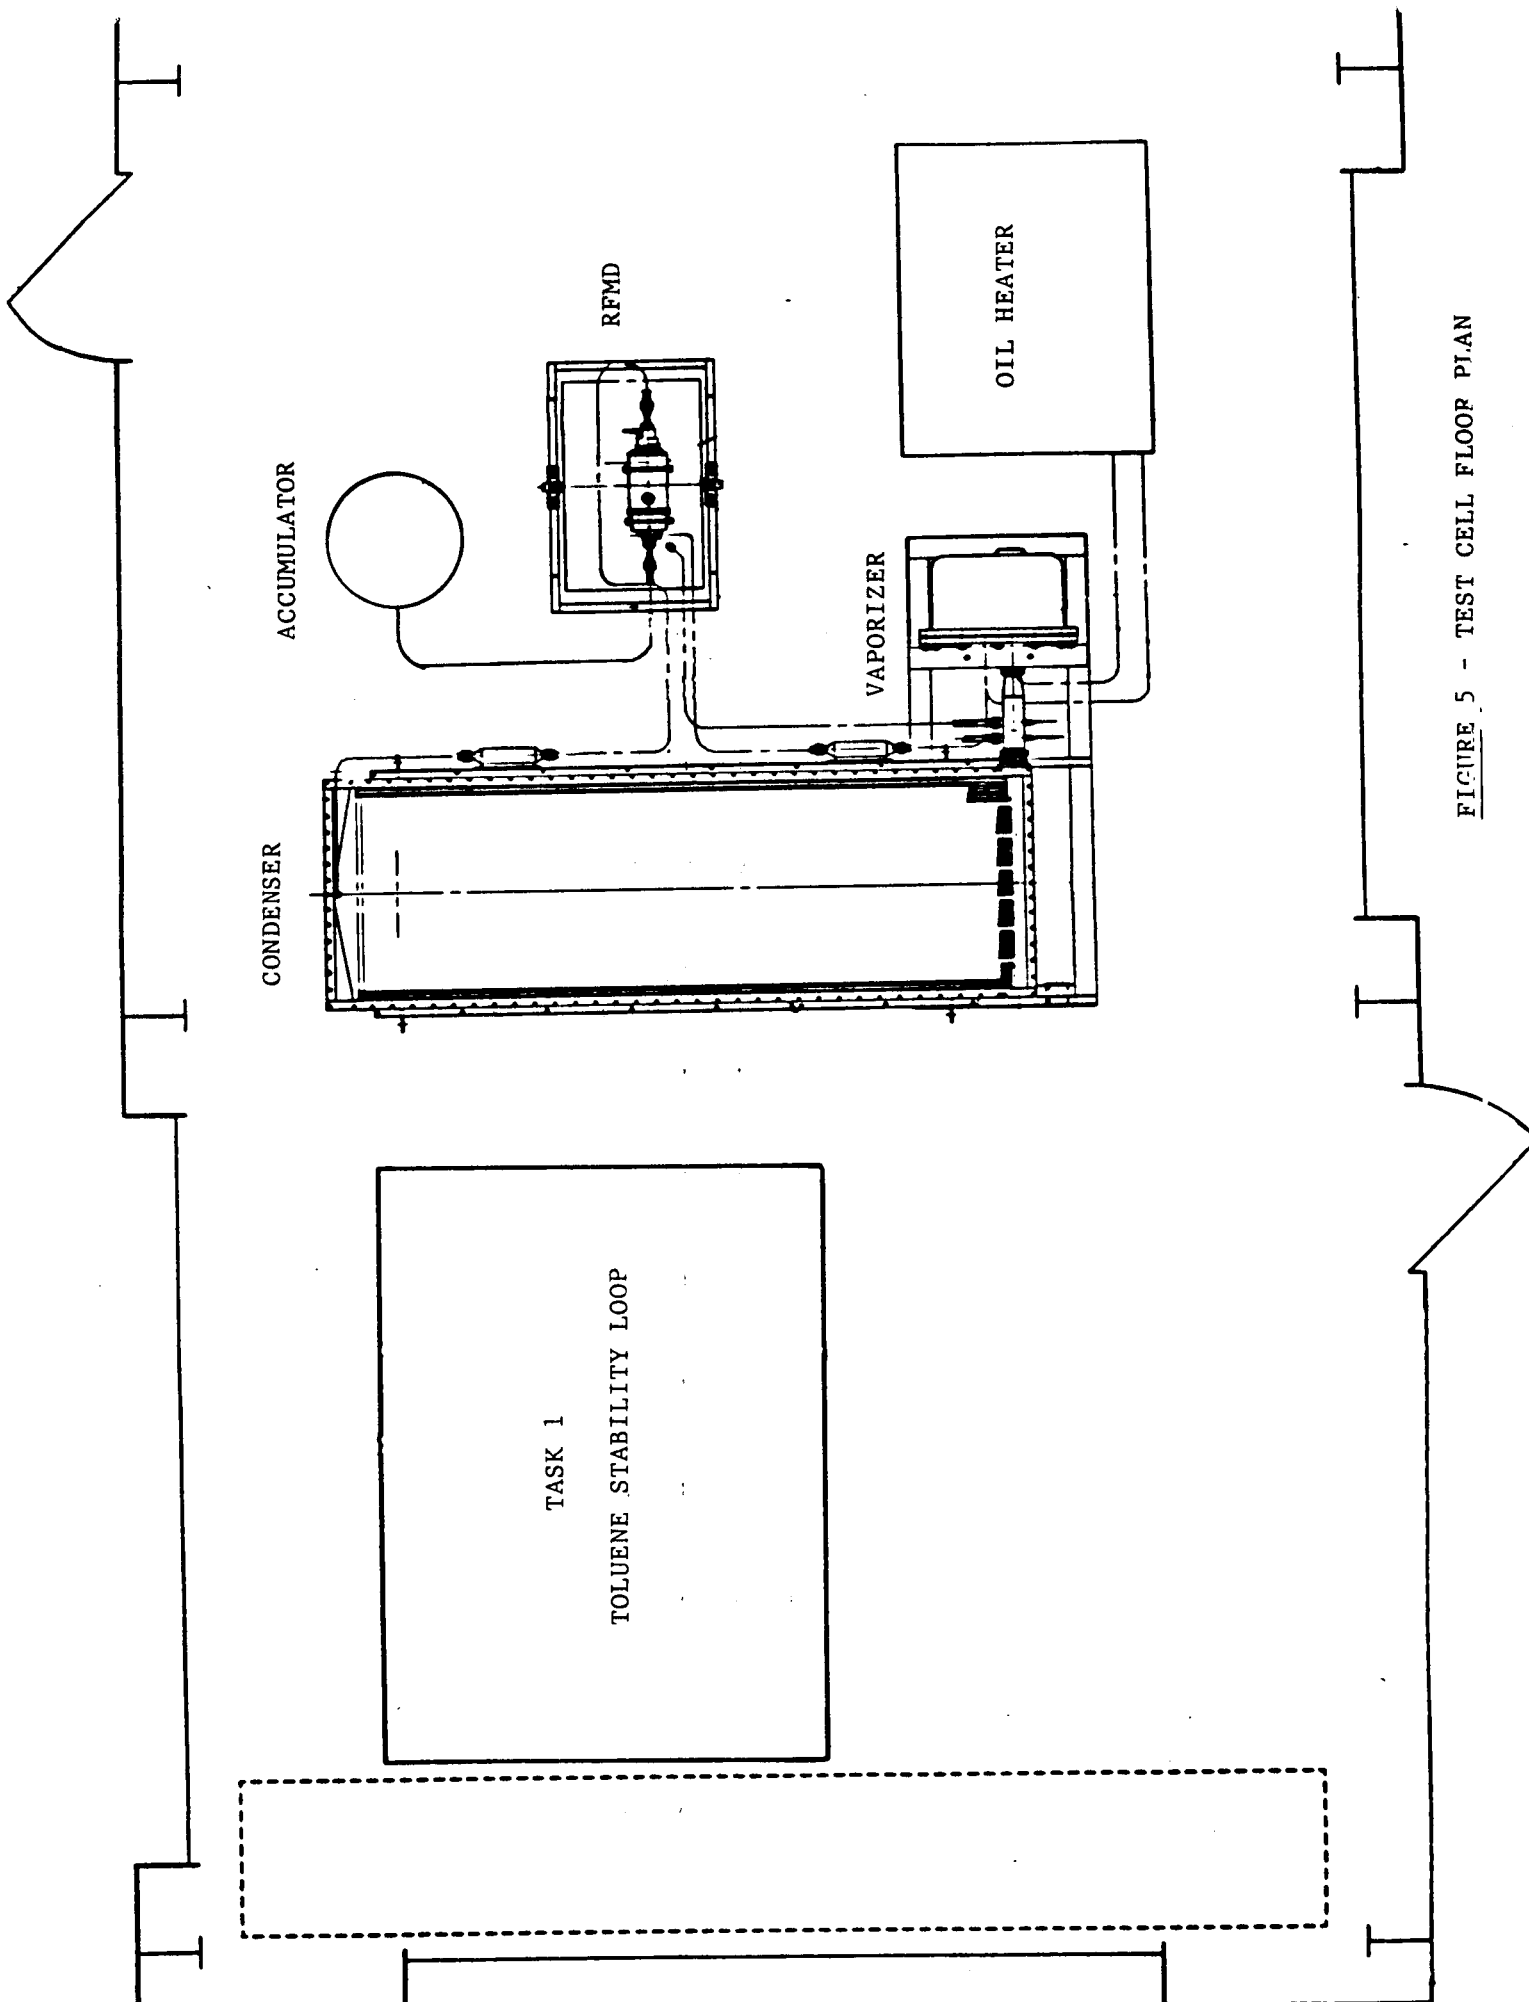 TASK 1
TOLUENE STABILITY LOOP
CONDENSER
ACCUMULATOR
RFMD
VAPORIZER
OIL HEATER
FIGURE 5 - TEST CELL FLOOR PLAN